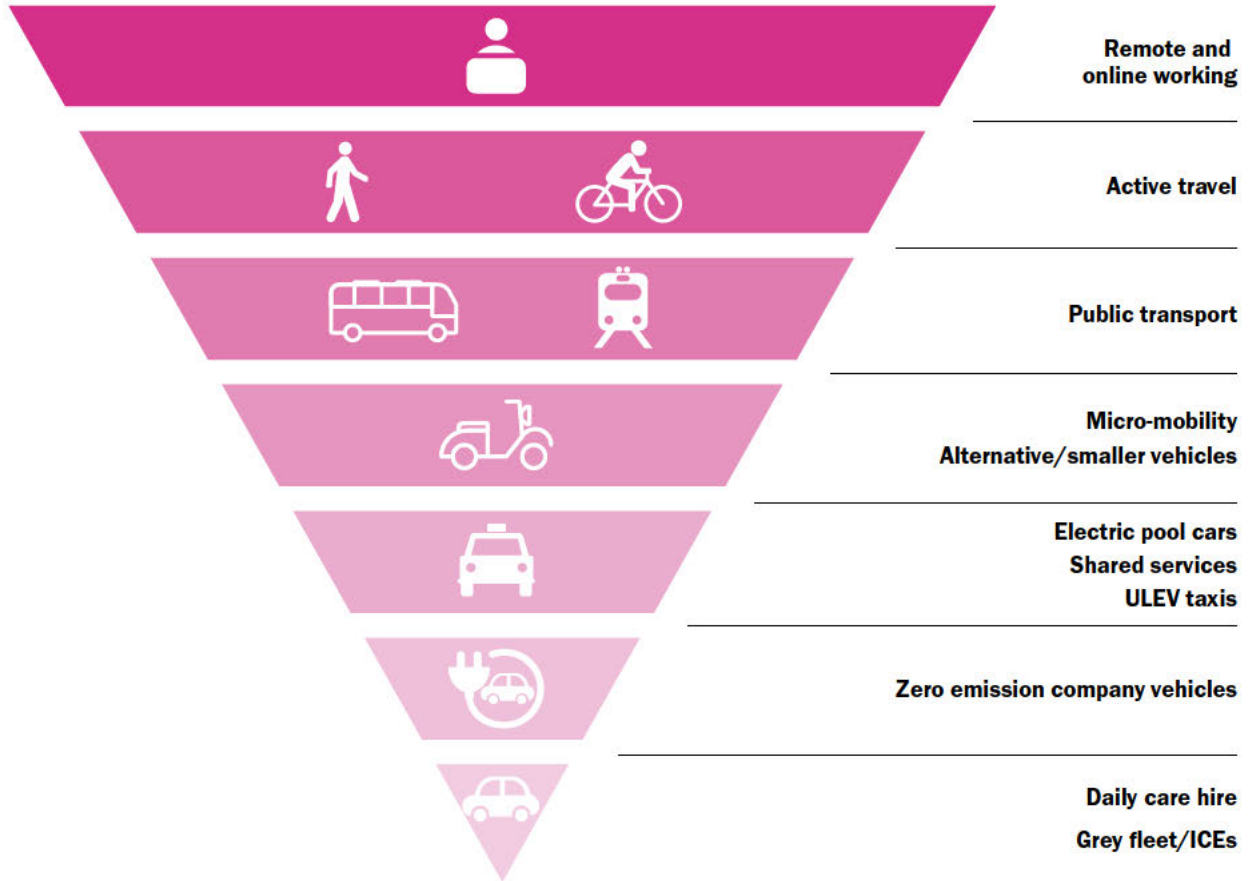 Remote and
online working
Active travel
Public transport
Micro-mobility
Alternative/smaller vehicles
Electric pool cars
Shared services
ULEV taxis
Zero emission company vehicles
Daily care hire
Grey fleet/ICEs